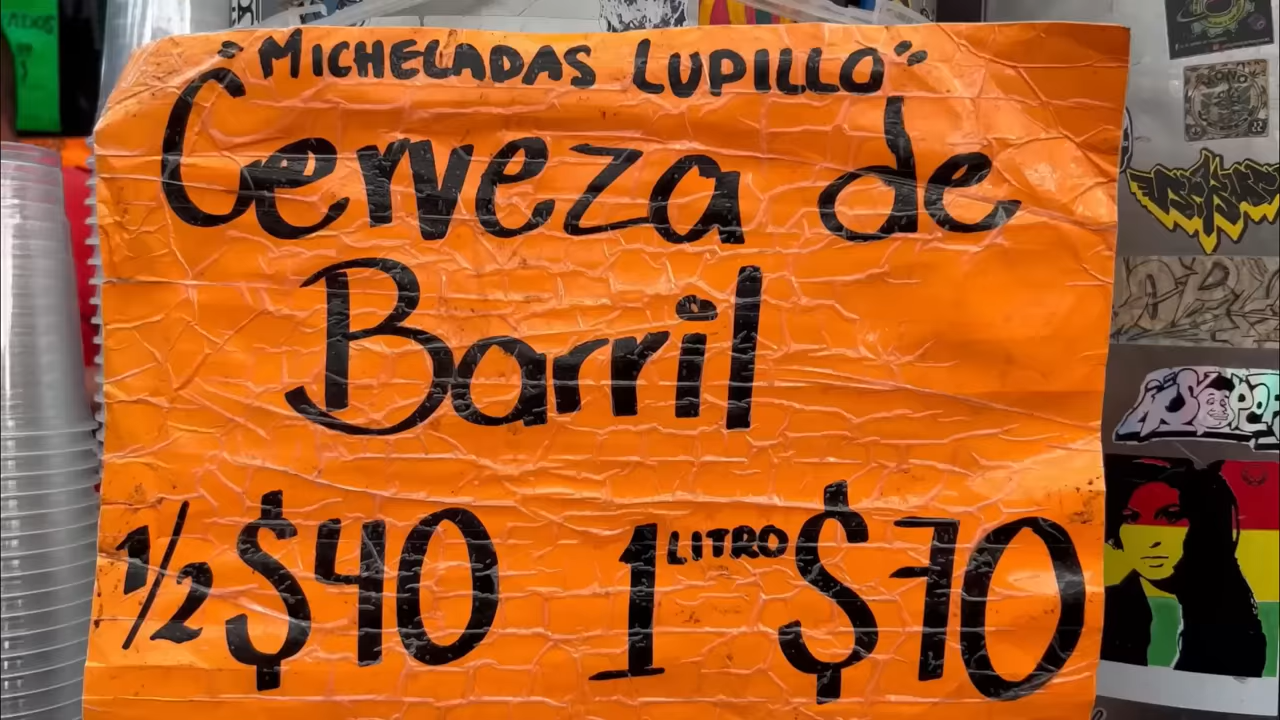 "MICHELADAS LUPILLO"
Cerveza de
Barril
1/2 $40 1 LITRO $70